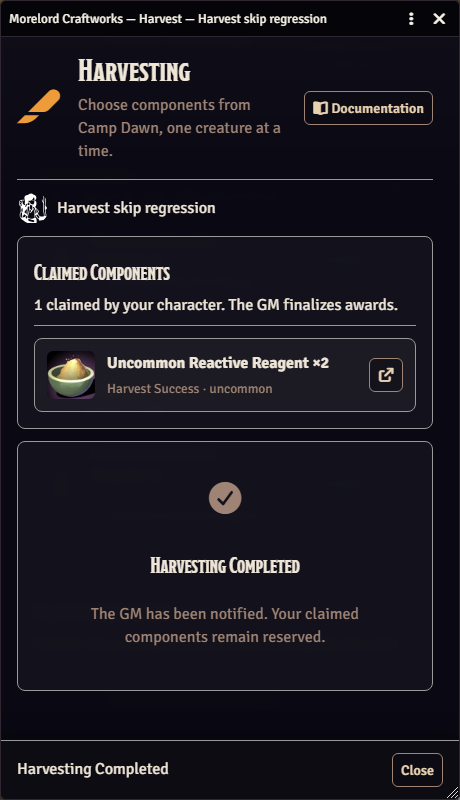 Morelord Craftworks — Harvest — Harvest skip regression
Harvesting
Choose components from
Camp Dawn, one creature at a
time.
Documentation
Harvest skip regression
Claimed Components
1 claimed by your character. The GM finalizes awards.
Uncommon Reactive Reagent ×2
Harvest Success · uncommon
Harvesting Completed
The GM has been notified. Your claimed
components remain reserved.
Harvesting Completed
Close